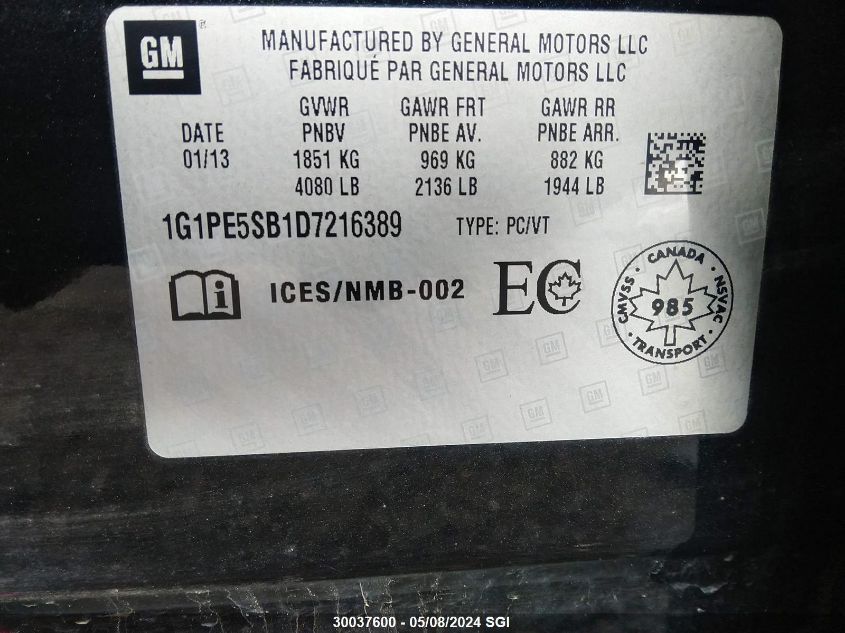 GM
MANUFACTURED BY GENERAL MOTORS LLC
FABRIQUÉ PAR GENERAL MOTORS LLC
GVWR GAWR FRT GAWR RR
DATE PNBV PNBE AV. PNBE ARR.
01/13 1851 KG 969 KG 882 KG
4080 LB 2136 LB 1944 LB
1G1PE5SB1D7216389 TYPE: PC/VT
i ICES/NMB-002 EC
CANADA
CMVSS 985 NSVAC
TRANSPORT
30037600 - 05/08/2024 SGI